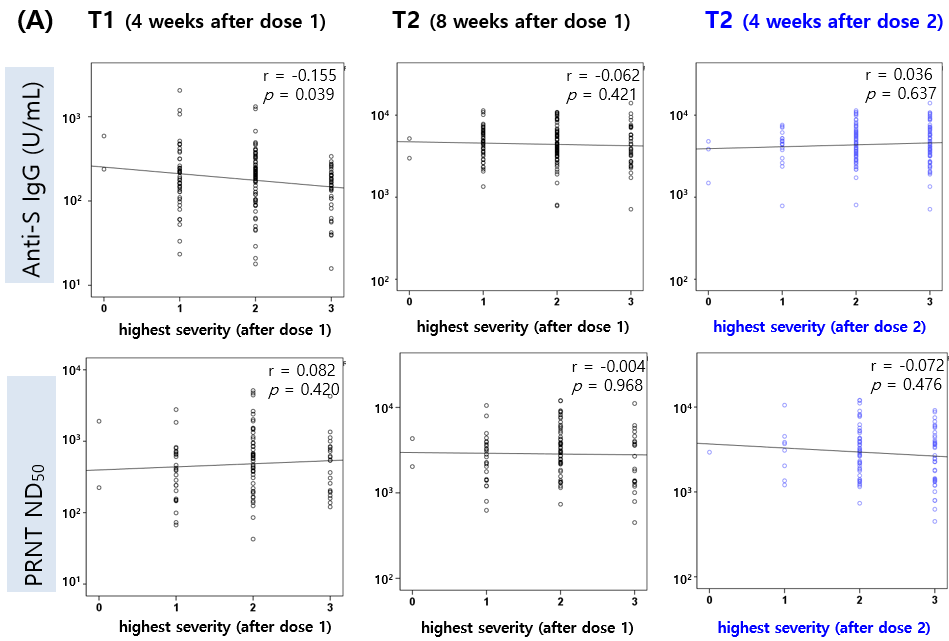 (A)
T1 (4 weeks after dose 1)
T2 (8 weeks after dose 1)
T2 (4 weeks after dose 2)
Anti-S IgG (U/mL)
r = -0.155
p = 0.039
10³
10²
10¹
0 1 2 3
highest severity (after dose 1)
r = -0.062
p = 0.421
10⁴
10³
10²
0 1 2 3
highest severity (after dose 1)
r = 0.036
p = 0.637
10⁴
10³
10²
0 1 2 3
highest severity (after dose 2)
PRNT ND₅₀
r = 0.082
p = 0.420
10⁴
10³
10²
10¹
0 1 2 3
highest severity (after dose 1)
r = -0.004
p = 0.968
10⁴
10³
10²
0 1 2 3
highest severity (after dose 1)
r = -0.072
p = 0.476
10⁴
10³
10²
0 1 2 3
highest severity (after dose 2)